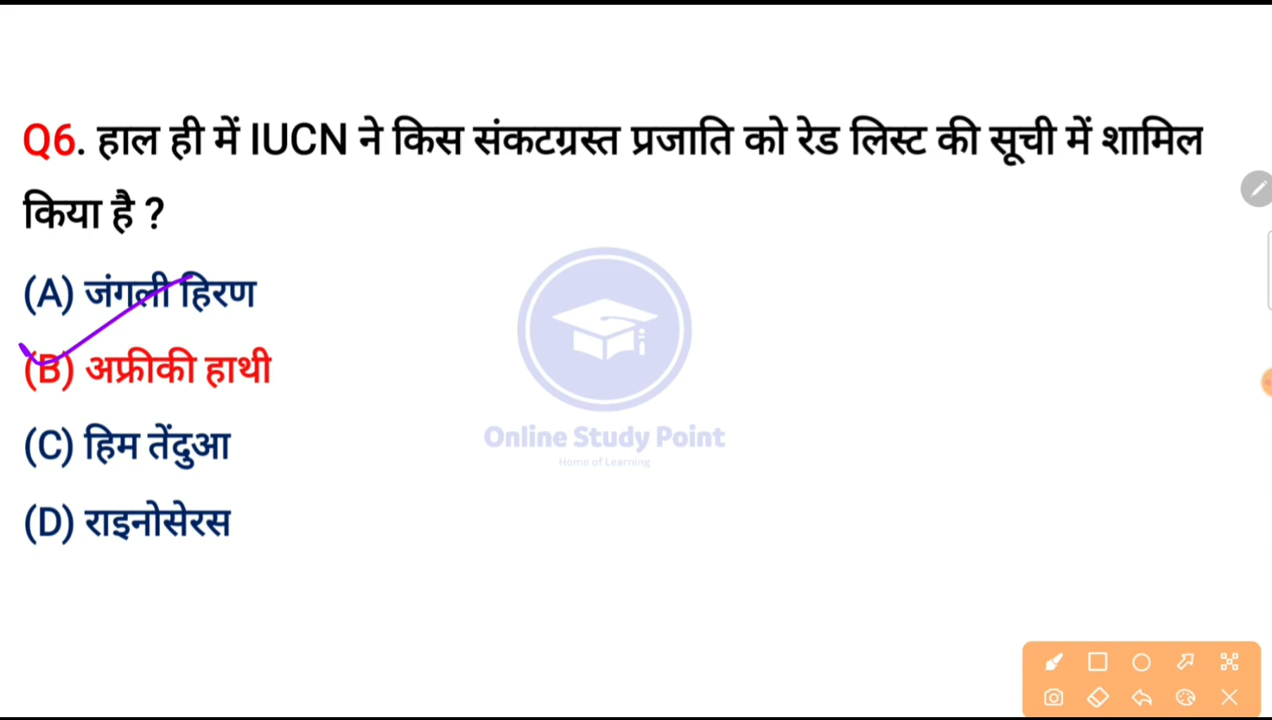 Q6. हाल ही में IUCN ने किस संकटग्रस्त प्रजाति को रेड लिस्ट की सूची में शामिल
किया है ?
(A) जंगली हिरण
(B) अफ्रीकी हाथी
(C) हिम तेंदुआ
(D) राइनोसेरस
Online Study Point
Home of Learning